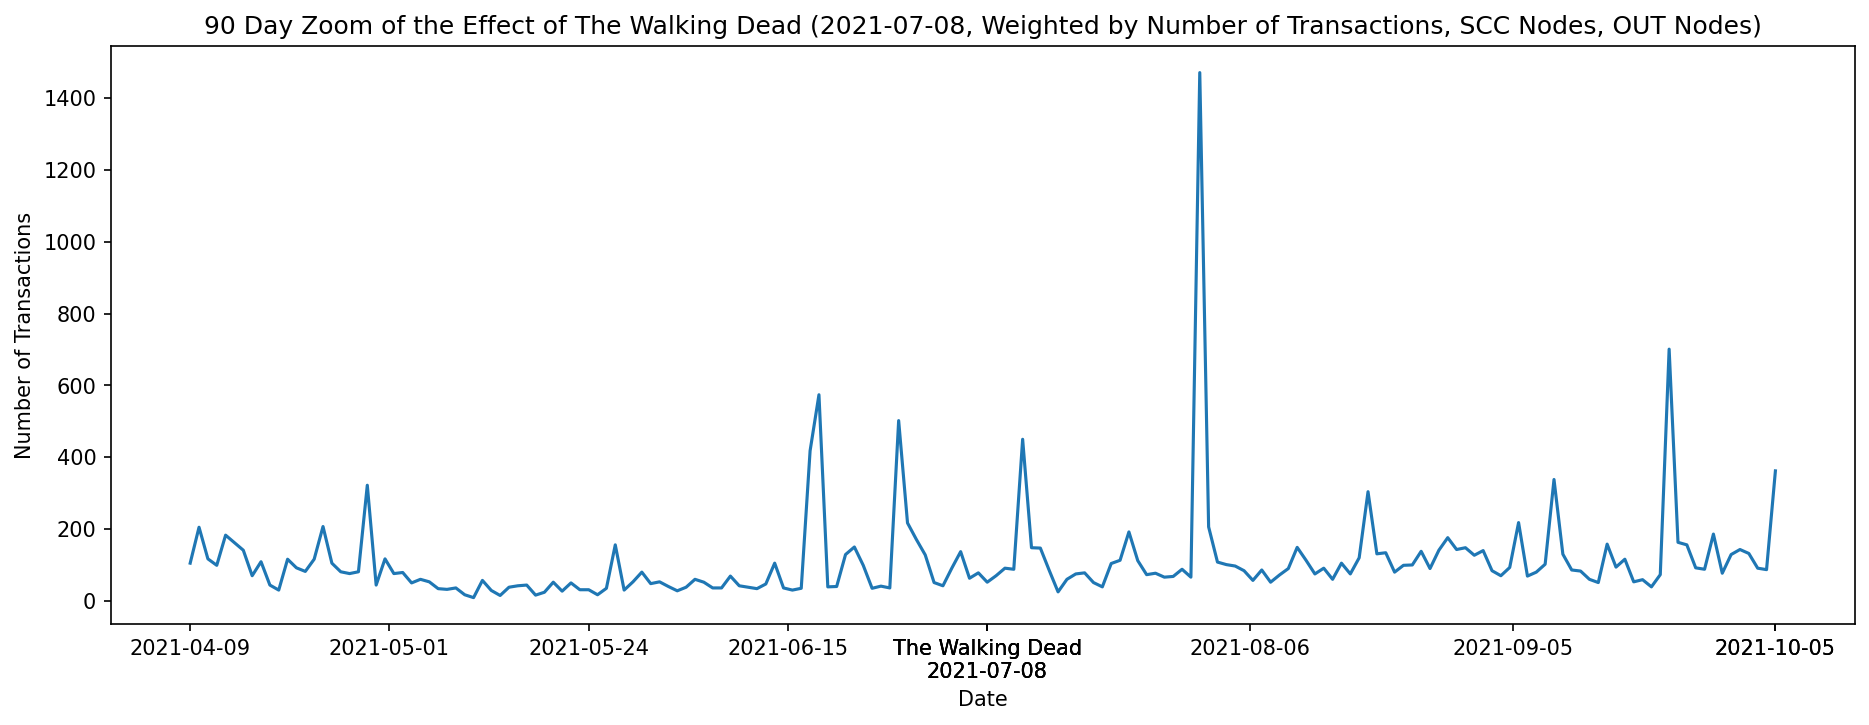 90 Day Zoom of the Effect of The Walking Dead (2021-07-08, Weighted by Number of Transactions, SCC Nodes, OUT Nodes)
Number of Transactions
1400
1200
1000
800
600
400
200
0
2021-04-09 2021-05-01 2021-05-24 2021-06-15 The Walking Dead 2021-08-06 2021-09-05 2021-10-05
2021-07-08
Date